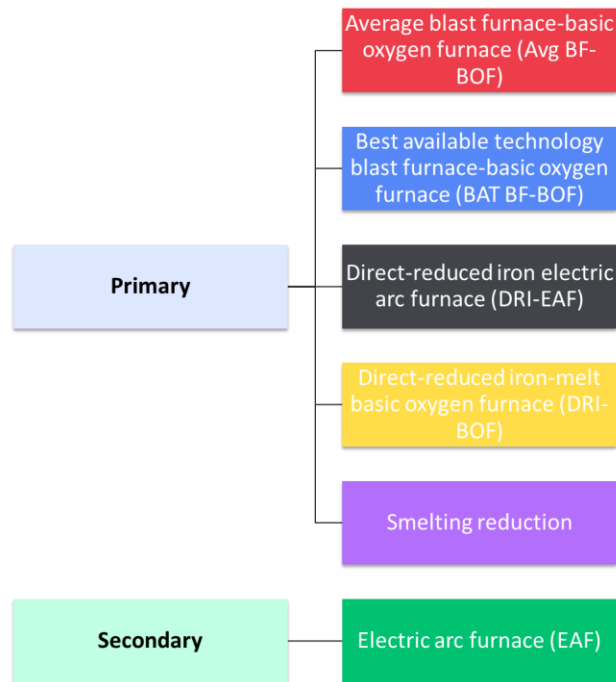 Average blast furnace-basic
oxygen furnace (Avg BF-
BOF)
Best available technology
blast furnace-basic oxygen
furnace (BAT BF-BOF)
Primary
Direct-reduced iron electric
arc furnace (DRI-EAF)
Direct-reduced iron-melt
basic oxygen furnace (DRI-
BOF)
Smelting reduction
Secondary
Electric arc furnace (EAF)